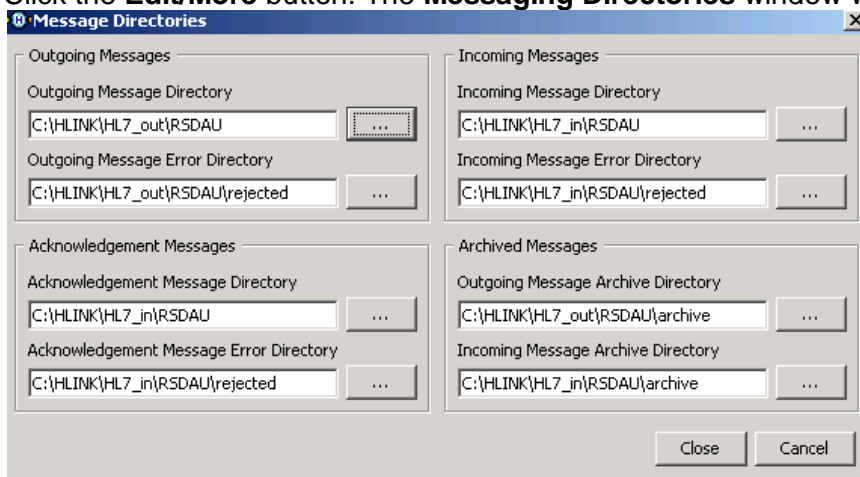 Click the Edit/More button. The Messaging Directories window
Message Directories
Outgoing Messages
Outgoing Message Directory
C:\HLINK\HL7_out\RSDAU
...
Outgoing Message Error Directory
C:\HLINK\HL7_out\RSDAU\rejected
...
Incoming Messages
Incoming Message Directory
C:\HLINK\HL7_in\RSDAU
...
Incoming Message Error Directory
C:\HLINK\HL7_in\RSDAU\rejected
...
Acknowledgement Messages
Acknowledgement Message Directory
C:\HLINK\HL7_in\RSDAU
...
Acknowledgement Message Error Directory
C:\HLINK\HL7_in\RSDAU\rejected
...
Archived Messages
Outgoing Message Archive Directory
C:\HLINK\HL7_out\RSDAU\archive
...
Incoming Message Archive Directory
C:\HLINK\HL7_in\RSDAU\archive
...
Close
Cancel